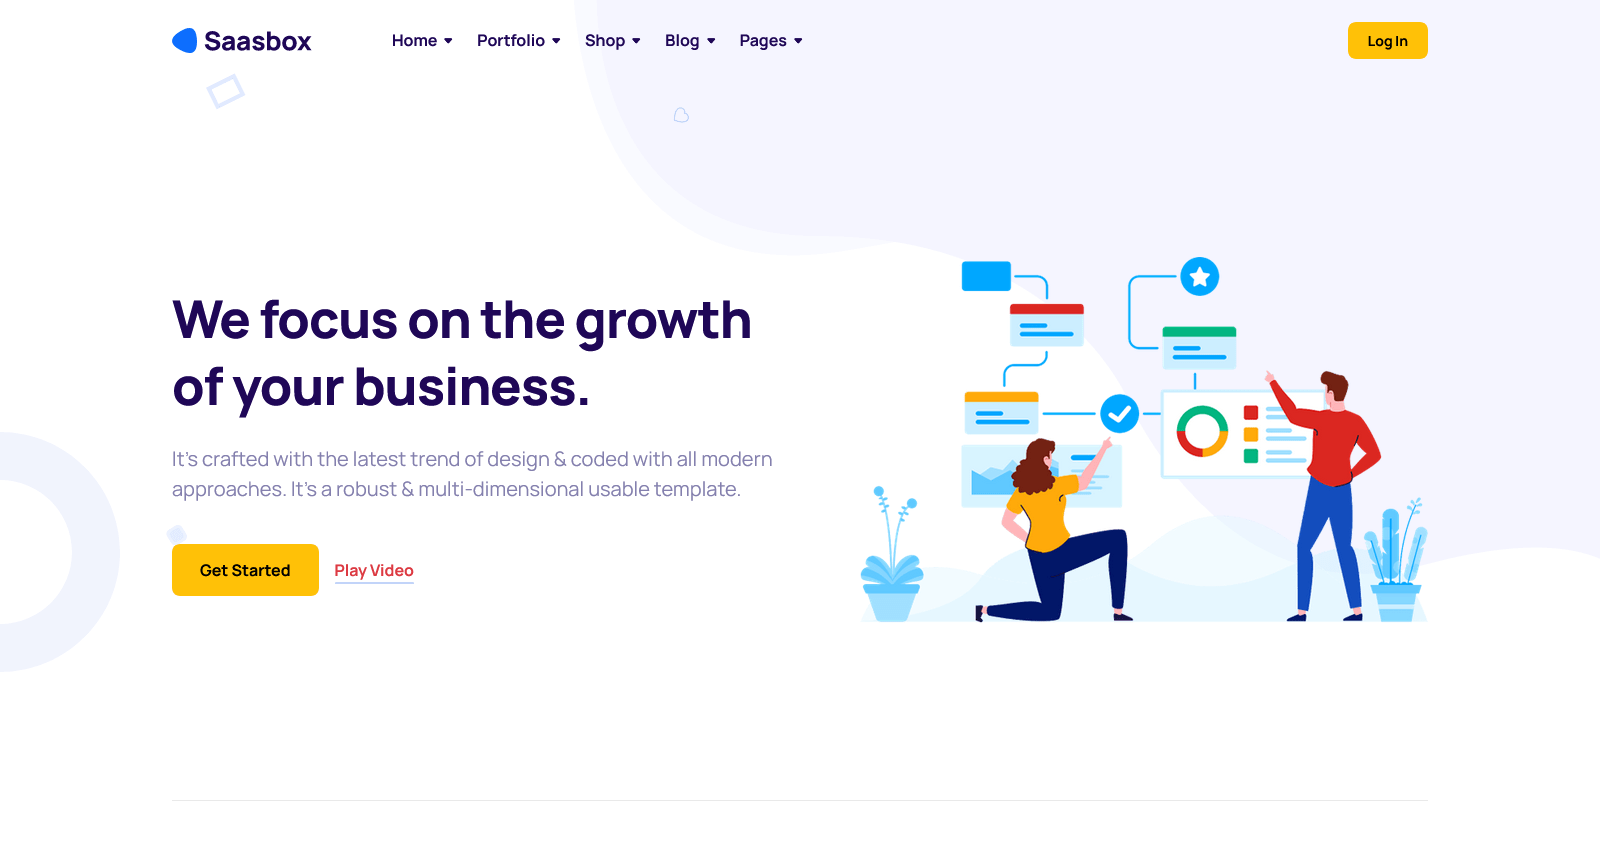 Saasbox
Home
Portfolio
Shop
Blog
Pages
Log In
We focus on the growth
of your business.
It's crafted with the latest trend of design & coded with all modern
approaches. It's a robust & multi-dimensional usable template.
Get Started
Play Video